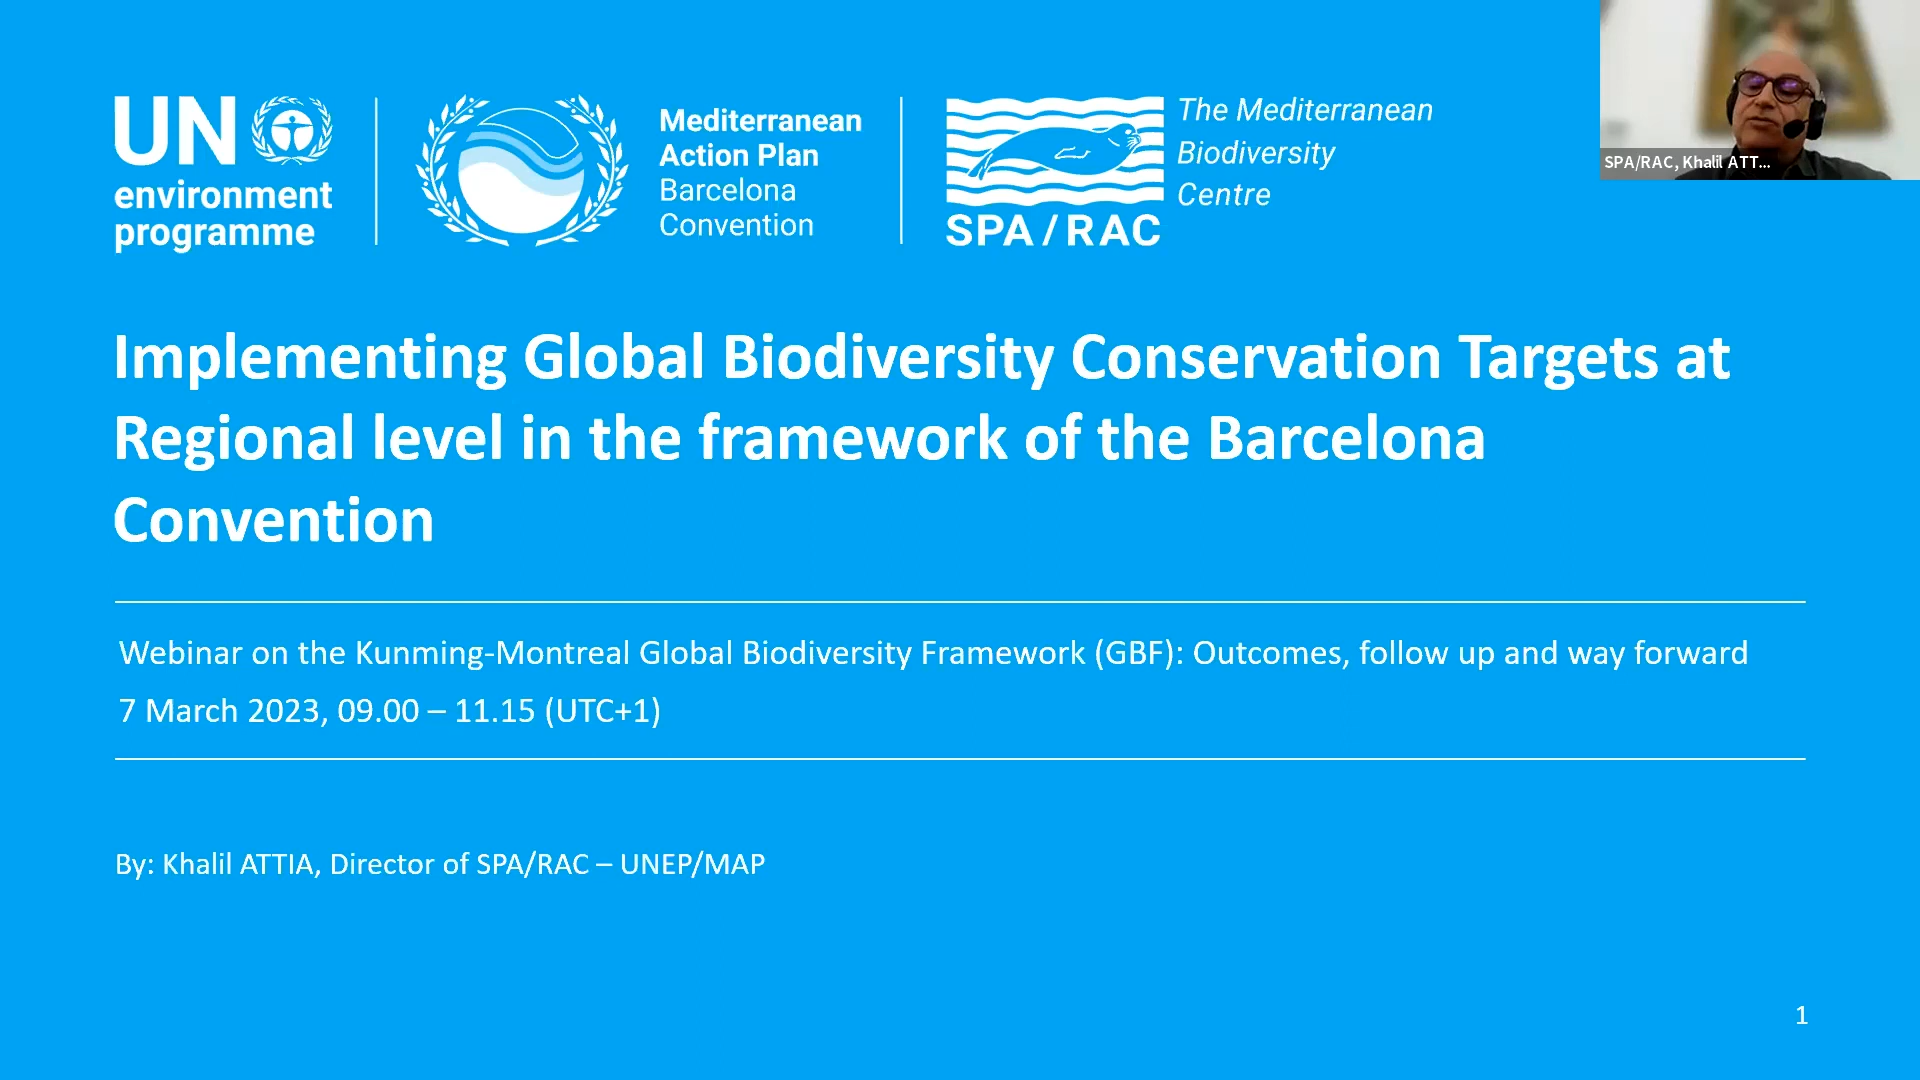 UN
environment
programme
Mediterranean
Action Plan
Barcelona
Convention
SPA/RAC
The Mediterranean
Biodiversity
Centre
SPA/RAC, Khalil ATT...
Implementing Global Biodiversity Conservation Targets at
Regional level in the framework of the Barcelona
Convention
Webinar on the Kunming-Montreal Global Biodiversity Framework (GBF): Outcomes, follow up and way forward
7 March 2023, 09.00 – 11.15 (UTC+1)
By: Khalil ATTIA, Director of SPA/RAC – UNEP/MAP
1